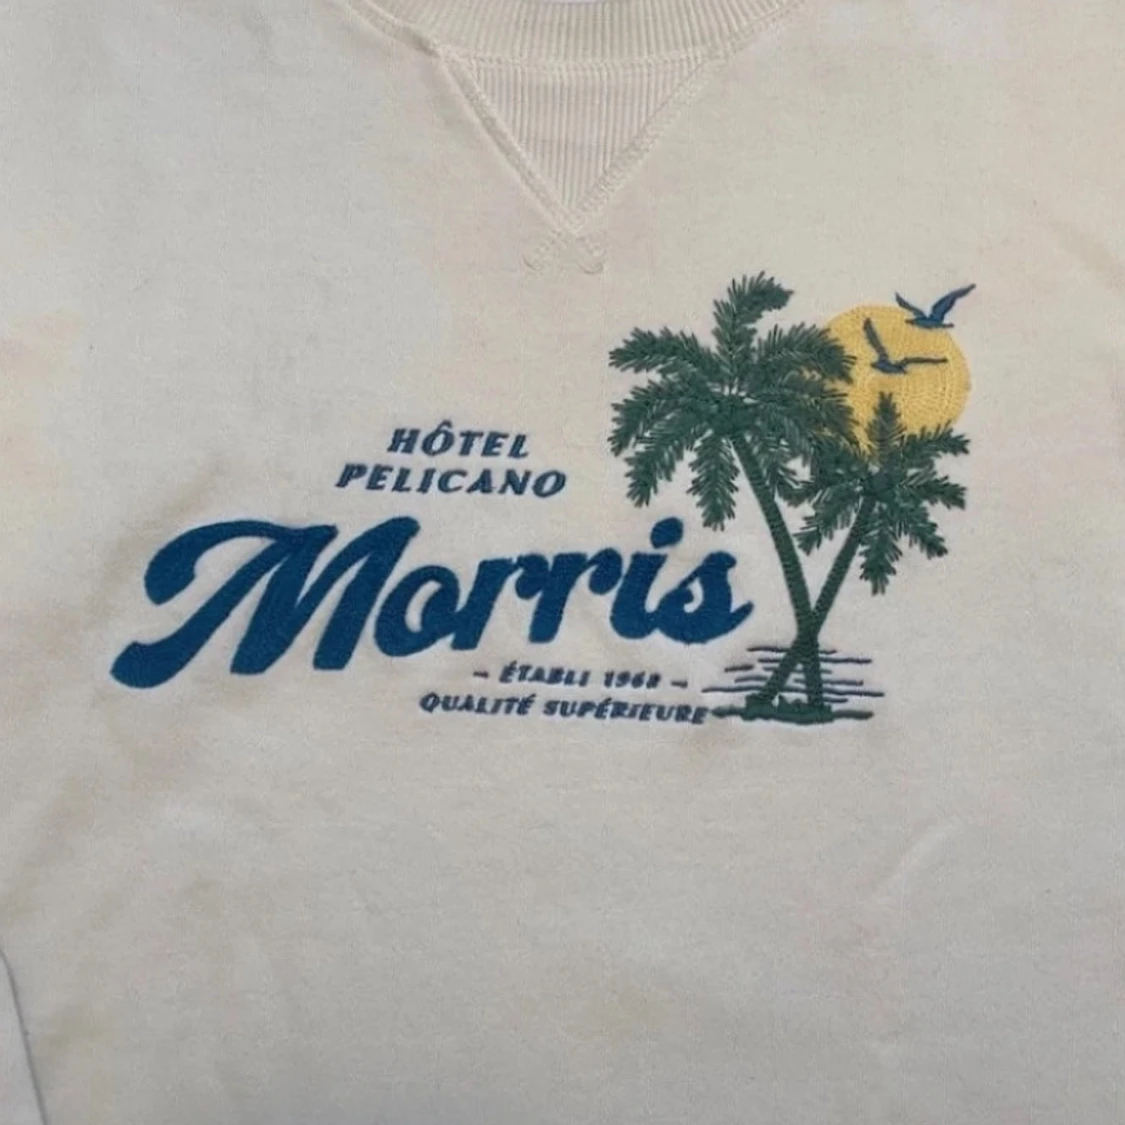 HÔTEL
PELICANO
Morris
- ÉTABLI 1968 -
QUALITÉ SUPÉRIEURE